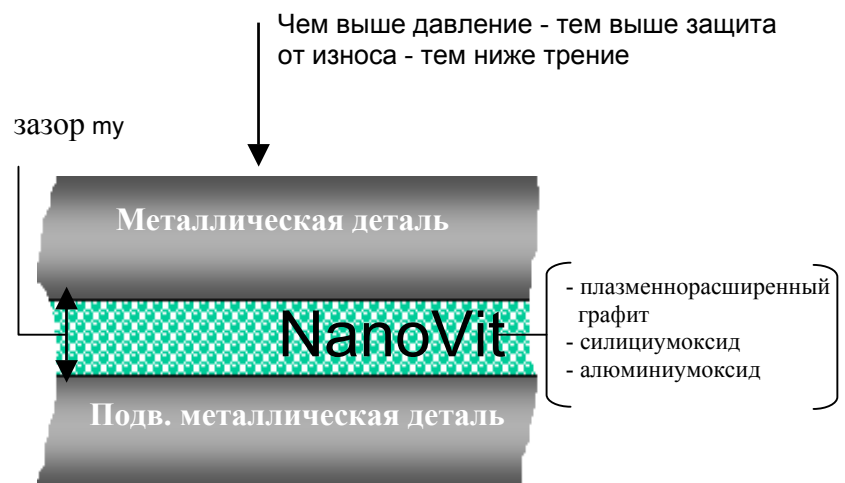 Чем выше давление - тем выше защита
от износа - тем ниже трение
зазор my
Металлическая деталь
NanoVit
- плазменнорасширенный
графит
- силициумоксид
- алюминиумоксид
Подв. металлическая деталь